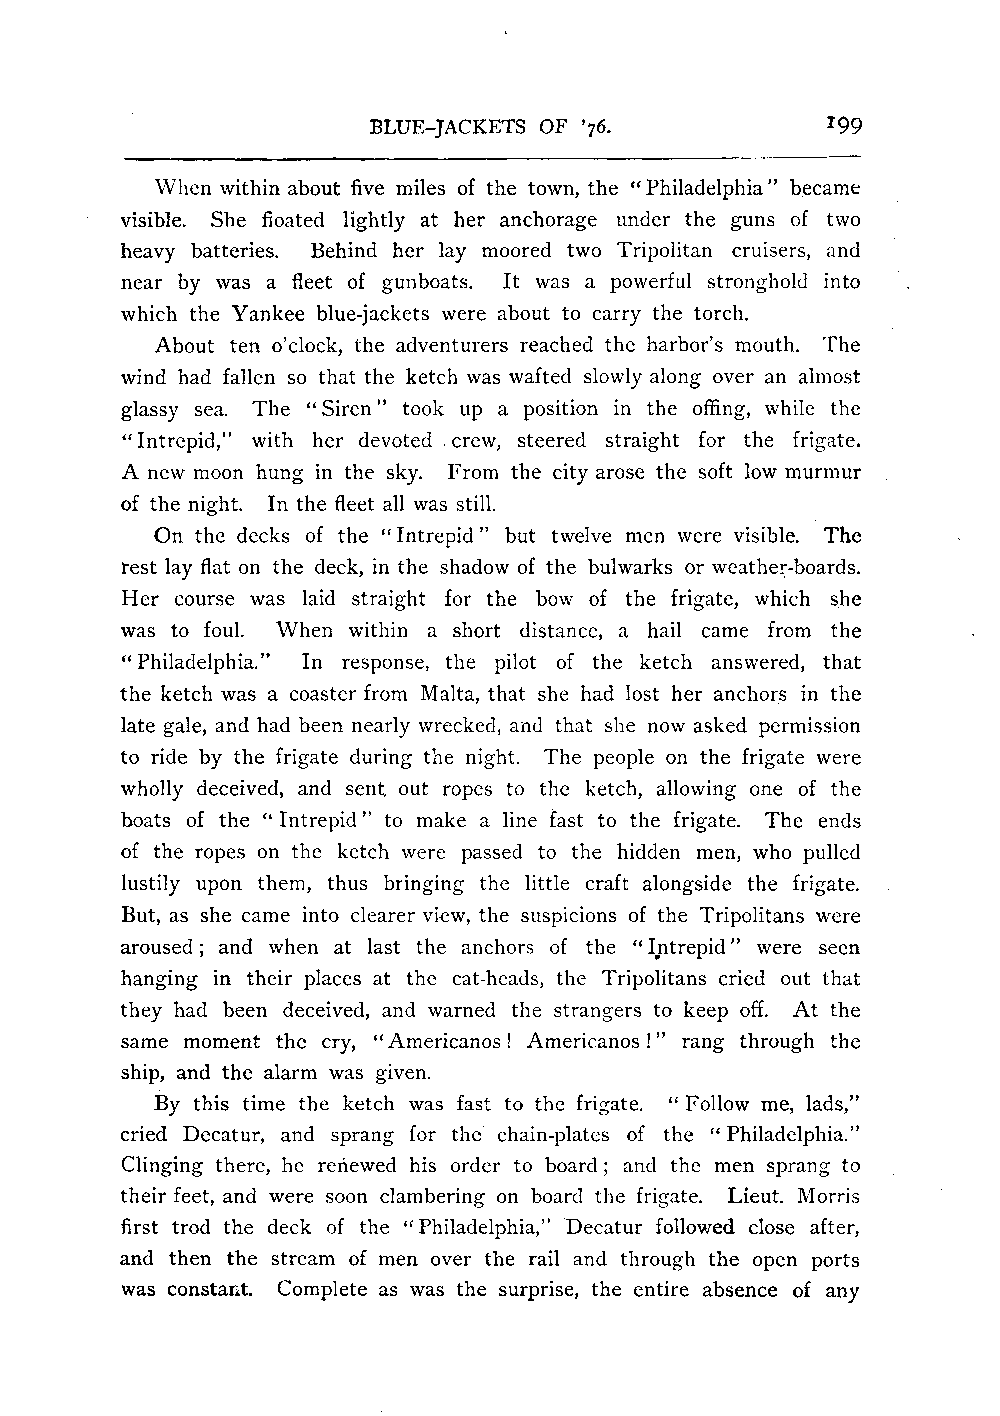 BLUE-JACKETS OF '76. 199
When within about five miles of the town, the "Philadelphia" became
visible. She floated lightly at her anchorage under the guns of two
heavy batteries. Behind her lay moored two Tripolitan cruisers, and
near by was a fleet of gunboats. It was a powerful stronghold into
which the Yankee blue-jackets were about to carry the torch.
About ten o'clock, the adventurers reached the harbor's mouth. The
wind had fallen so that the ketch was wafted slowly along over an almost
glassy sea. The "Siren" took up a position in the offing, while the
"Intrepid," with her devoted crew, steered straight for the frigate.
A new moon hung in the sky. From the city arose the soft low murmur
of the night. In the fleet all was still.
On the decks of the "Intrepid" but twelve men were visible. The
rest lay flat on the deck, in the shadow of the bulwarks or weather-boards.
Her course was laid straight for the bow of the frigate, which she
was to foul. When within a short distance, a hail came from the
"Philadelphia." In response, the pilot of the ketch answered, that
the ketch was a coaster from Malta, that she had lost her anchors in the
late gale, and had been nearly wrecked, and that she now asked permission
to ride by the frigate during the night. The people on the frigate were
wholly deceived, and sent out ropes to the ketch, allowing one of the
boats of the "Intrepid" to make a line fast to the frigate. The ends
of the ropes on the ketch were passed to the hidden men, who pulled
lustily upon them, thus bringing the little craft alongside the frigate.
But, as she came into clearer view, the suspicions of the Tripolitans were
aroused; and when at last the anchors of the "Intrepid" were seen
hanging in their places at the cat-heads, the Tripolitans cried out that
they had been deceived, and warned the strangers to keep off. At the
same moment the cry, "Americanos! Americanos!" rang through the
ship, and the alarm was given.
By this time the ketch was fast to the frigate. "Follow me, lads,"
cried Decatur, and sprang for the chain-plates of the "Philadelphia."
Clinging there, he renewed his order to board; and the men sprang to
their feet, and were soon clambering on board the frigate. Lieut. Morris
first trod the deck of the "Philadelphia," Decatur followed close after,
and then the stream of men over the rail and through the open ports
was constant. Complete as was the surprise, the entire absence of any